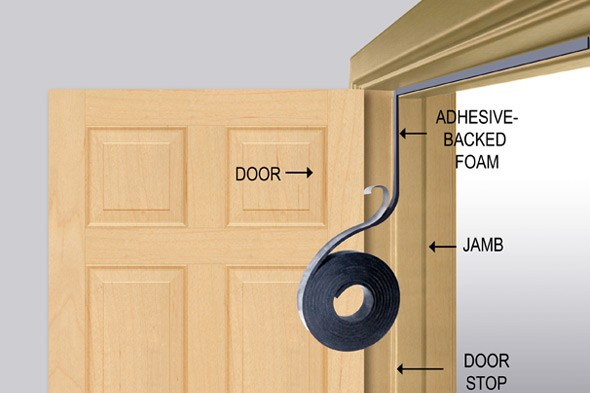 ADHESIVE-
BACKED
FOAM
DOOR
JAMB
DOOR
STOP